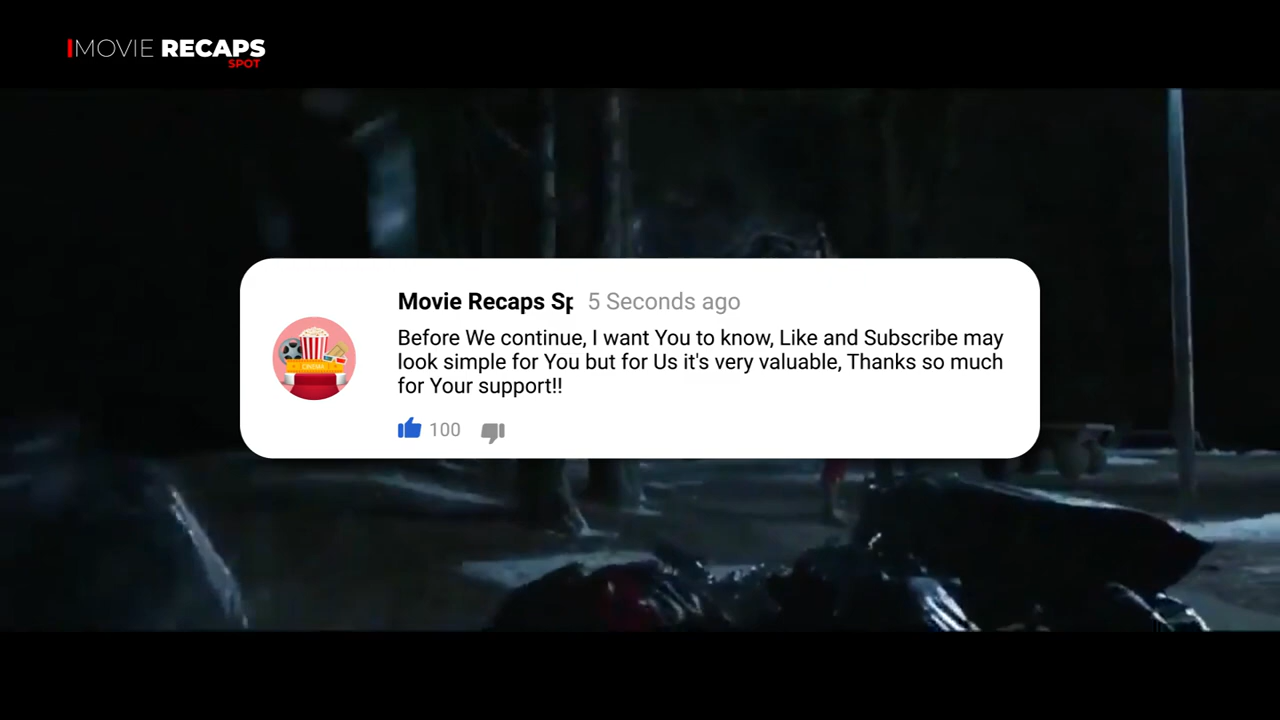 MOVIE RECAPS
SPOT
Movie Recaps Sp 5 Seconds ago
Before We continue, I want You to know, Like and Subscribe may
look simple for You but for Us it's very valuable, Thanks so much
for Your support!!
100
CINEMA